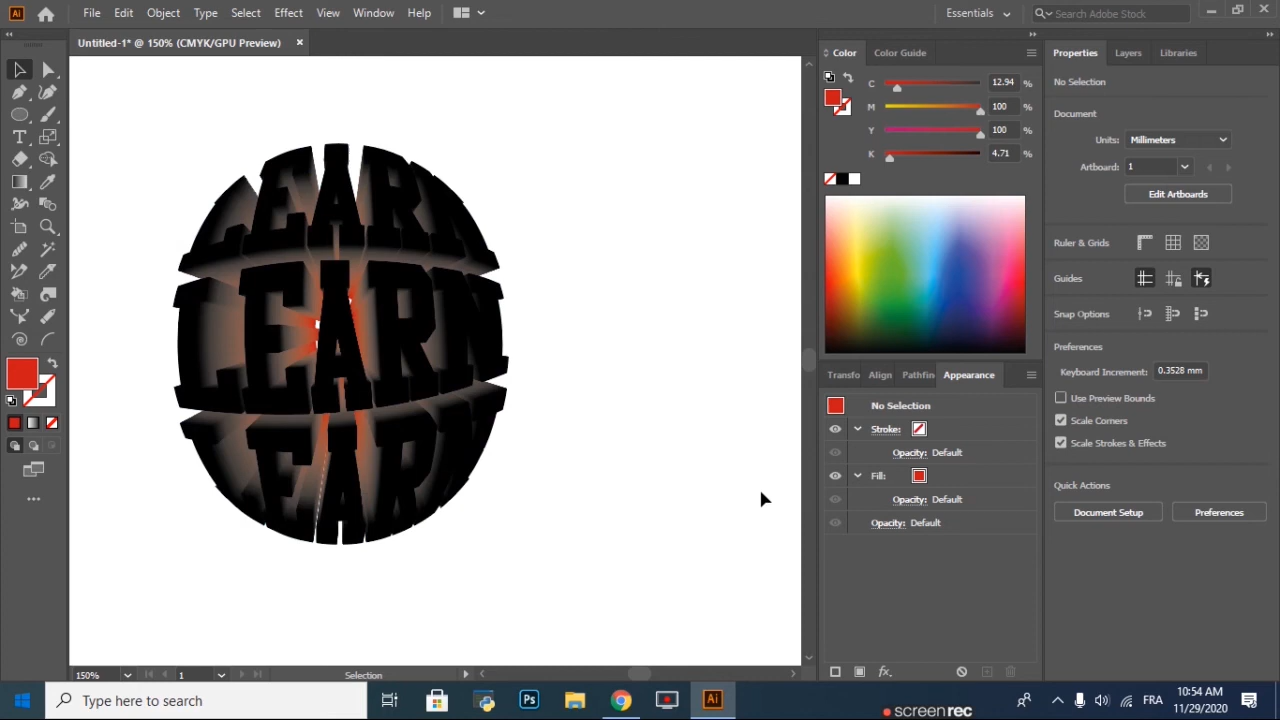 Ai File Edit Object Type Select Effect View Window Help Essentials Search Adobe Stock
Untitled-1* @ 150% (CMYK/GPU Preview) ×
LEARN
LEARN
LEARN
150% 1 Selection
Color Color Guide
C 12.94 %
M 100 %
Y 100 %
K 4.71 %
Transfo Align Pathfin Appearance
No Selection
Stroke:
Opacity: Default
Fill:
Opacity: Default
Opacity: Default
fx
Properties Layers Libraries
No Selection
Document
Units: Millimeters
Artboard: 1
Edit Artboards
Ruler & Grids
Guides
Snap Options
Preferences
Keyboard Increment: 0.3528 mm
Use Preview Bounds
Scale Corners
Scale Strokes & Effects
Quick Actions
Document Setup Preferences
Type here to search
Ps
Ai
FRA
10:54 AM
11/29/2020
screenrec